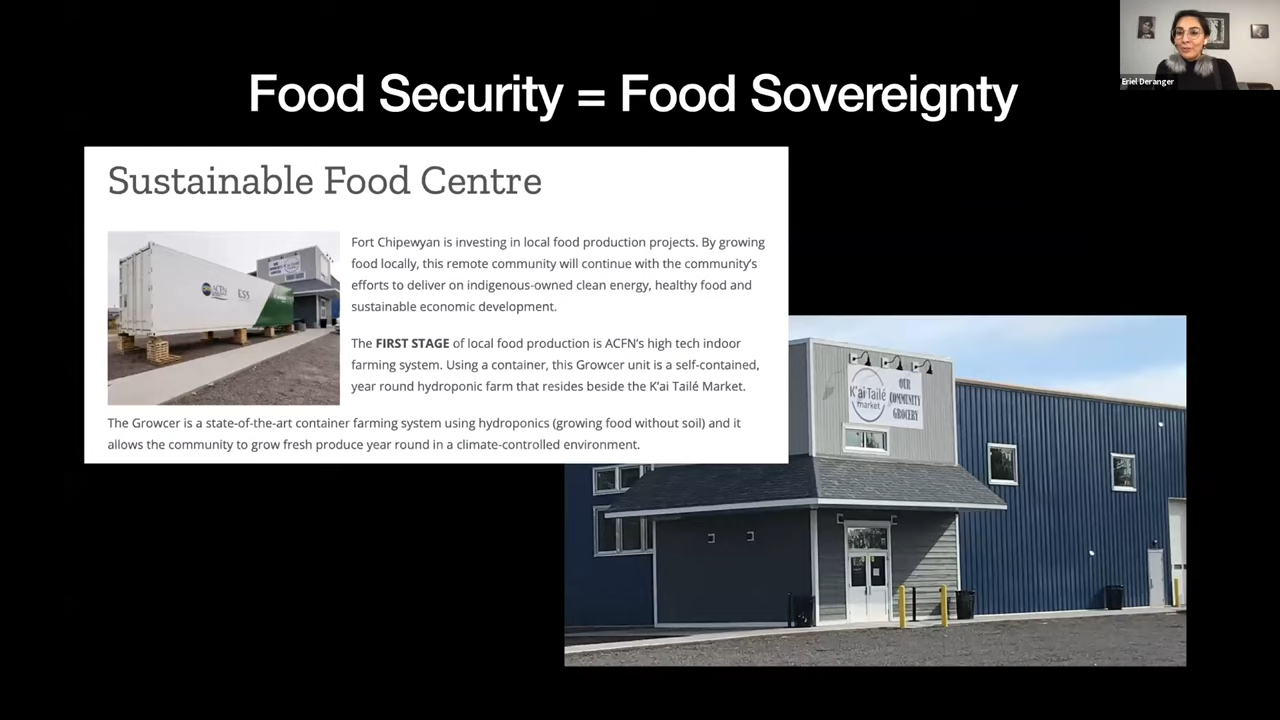 Eriel Deranger
Food Security = Food Sovereignty
Sustainable Food Centre
Fort Chipewyan is investing in local food production projects. By growing
food locally, this remote community will continue with the community's
efforts to deliver on indigenous-owned clean energy, healthy food and
sustainable economic development.
The FIRST STAGE of local food production is ACFN's high tech indoor
farming system. Using a container, this Growcer unit is a self-contained,
year round hydroponic farm that resides beside the K'ai Tailé Market.
The Growcer is a state-of-the-art container farming system using hydroponics (growing food without soil) and it
allows the community to grow fresh produce year round in a climate-controlled environment.
ACFN
K'ai Tailé
market
OUR
COMMUNITY
GROCERY